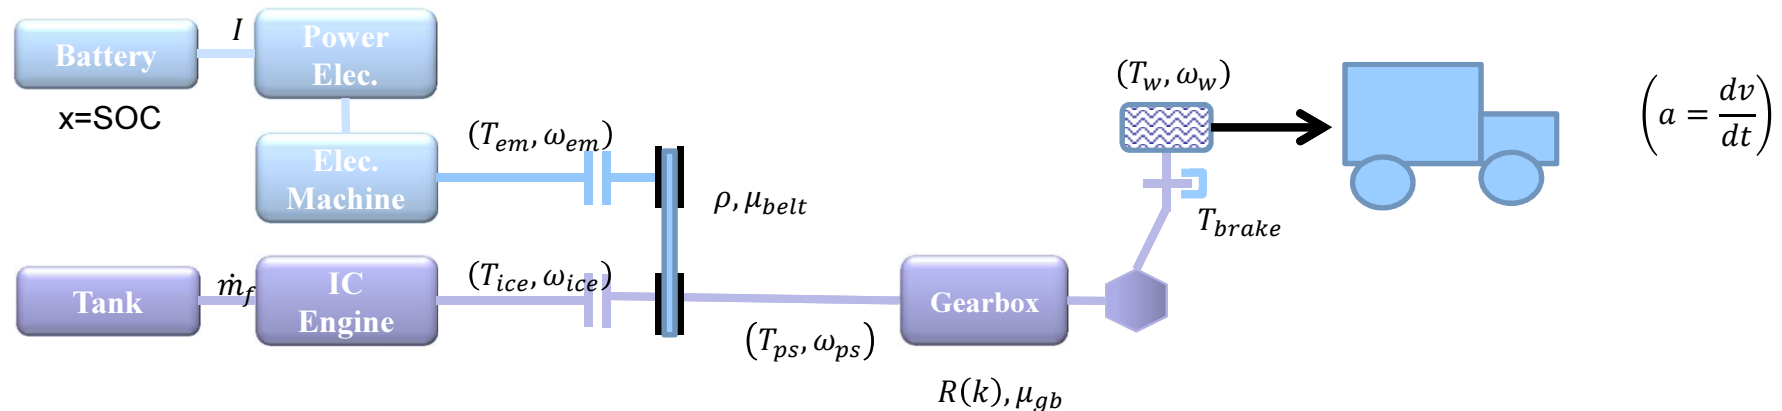 Battery
I
Power
Elec.
x=SOC
Elec.
Machine
(T_em, ω_em)
ρ, μ_belt
(T_w, ω_w)
(a = dv/dt)
T_brake
Tank
ṁ_f
IC
Engine
(T_ice, ω_ice)
(T_ps, ω_ps)
Gearbox
R(k), μ_gb